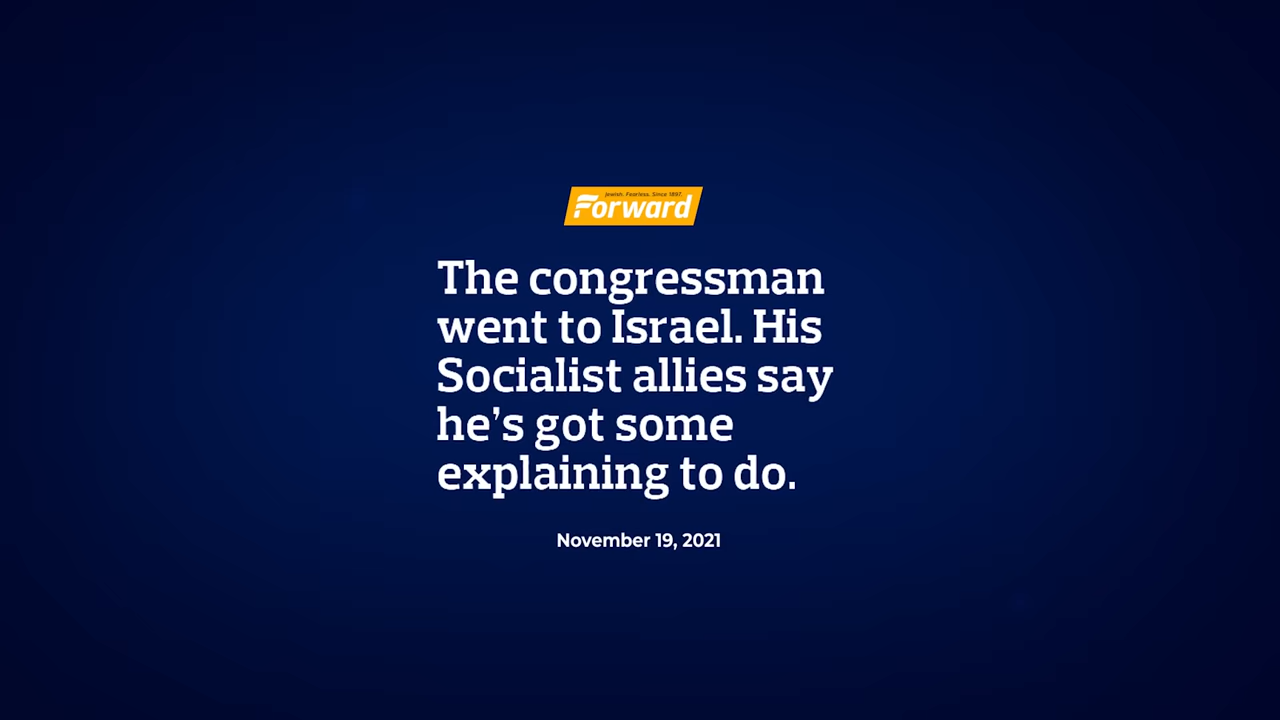 Jewish. Fearless. Since 1897.
Forward
The congressman
went to Israel. His
Socialist allies say
he's got some
explaining to do.
November 19, 2021